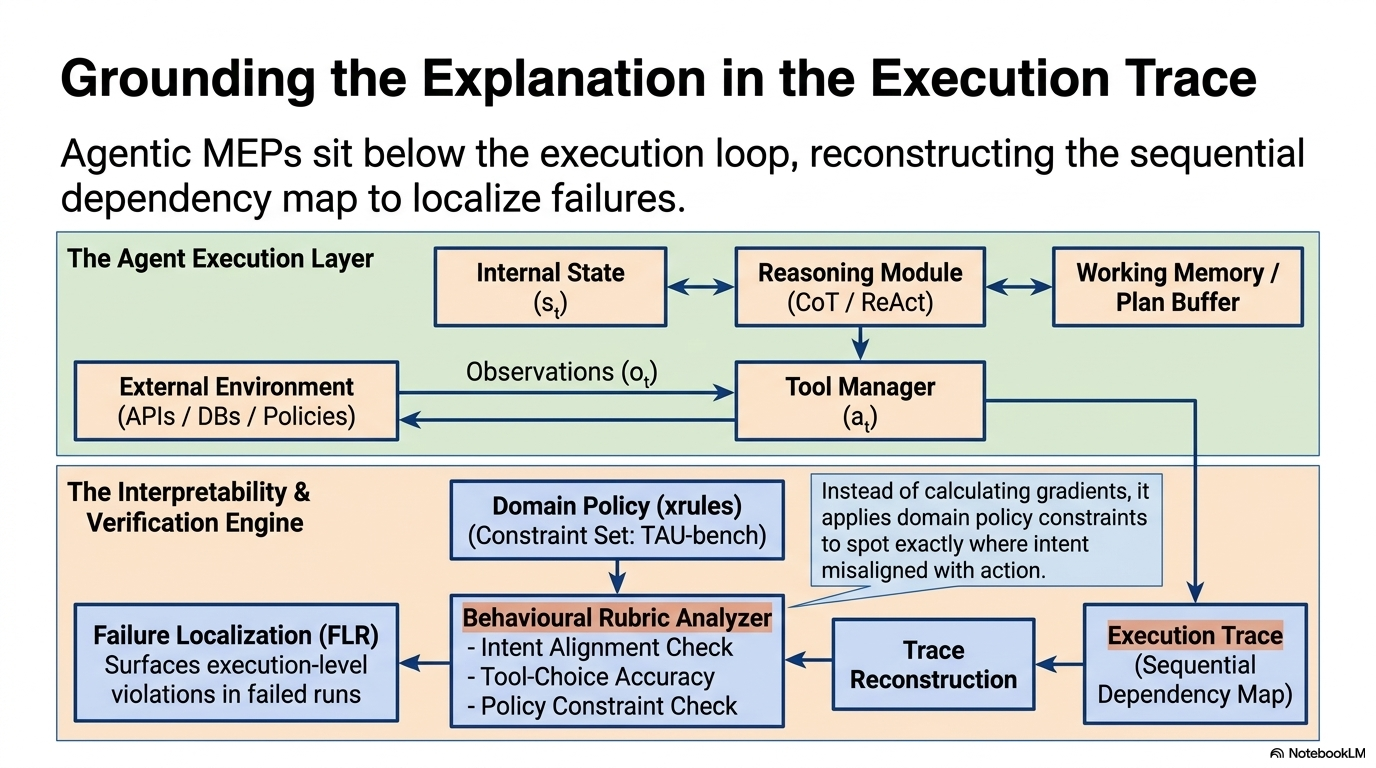 Grounding the Explanation in the Execution Trace
Agentic MEPs sit below the execution loop, reconstructing the sequential
dependency map to localize failures.
The Agent Execution Layer
Internal State
(sₜ)
Reasoning Module
(CoT / ReAct)
Working Memory /
Plan Buffer
External Environment
(APIs / DBs / Policies)
Observations (oₜ)
Tool Manager
(aₜ)
The Interpretability &
Verification Engine
Domain Policy (xrules)
(Constraint Set: TAU-bench)
Instead of calculating gradients, it
applies domain policy constraints
to spot exactly where intent
misaligned with action.
Failure Localization (FLR)
Surfaces execution-level
violations in failed runs
Behavioural Rubric Analyzer
- Intent Alignment Check
- Tool-Choice Accuracy
- Policy Constraint Check
Trace
Reconstruction
Execution Trace
(Sequential
Dependency Map)
NotebookLM